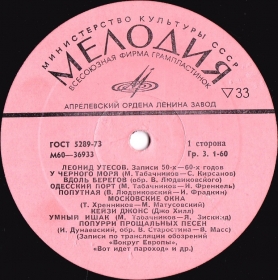 МИНИСТЕРСТВО КУЛЬТУРЫ СССР
МЕЛОДИЯ
ВСЕСОЮЗНАЯ ФИРМА ГРАМПЛАСТИНОК
▽33
АПРЕЛЕВСКИЙ ОРДЕНА ЛЕНИНА ЗАВОД
ГОСТ 5289-73
1 сторона
М60—36933
Гр. 3. 1-60
ЛЕОНИД УТЕСОВ. Записи 50-х—60-х годов
У ЧЕРНОГО МОРЯ (М. Табачников — С. Кирсанов)
ВДОЛЬ БЕРЕГОВ (обр. В. Людвиковского)
ОДЕССКИЙ ПОРТ (М. Табачников — И. Френкель)
ПОПУТНАЯ (В. Людвиковский — И. Фрадкин)
МОСКОВСКИЕ ОКНА
(Т. Хренников — М. Матусовский)
КЕЙЗИ ДЖОНС (Джо Хилл)
УМНЫЙ ИШАК (М. Табачников — Я. Зискинд)
ПОПУРРИ ПРОЩАЛЬНЫХ ПЕСЕН
(И. Дунаевский, обр. В. Старостина — В. Масс)
(Записи по трансляции обозрений
«Вокруг Европы»,
«Вот идет пароход» и др.)